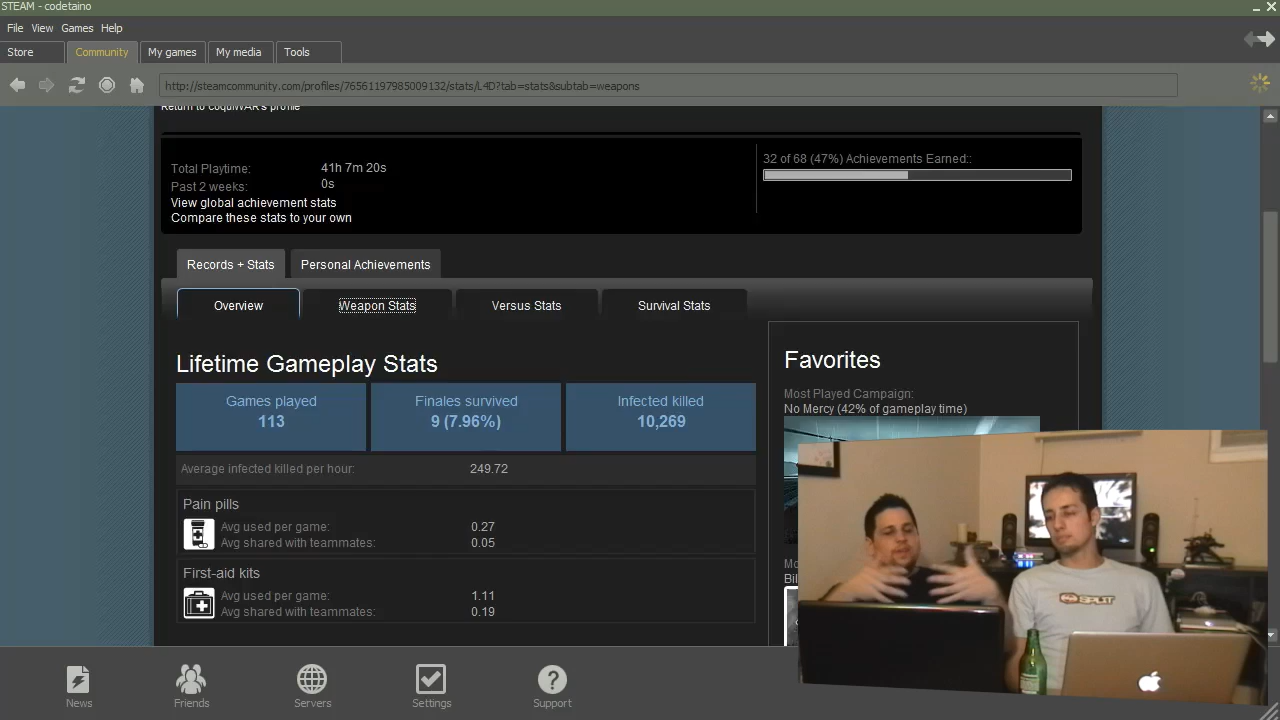 STEAM - codetaino
File View Games Help
Store Community My games My media Tools
http://steamcommunity.com/profiles/76561197985009132/stats/L4D?tab=stats&subtab=weapons
Return to coquiWAR's profile
Total Playtime: 41h 7m 20s
Past 2 weeks: 0s
View global achievement stats
Compare these stats to your own
32 of 68 (47%) Achievements Earned::
Records + Stats Personal Achievements
Overview Weapon Stats Versus Stats Survival Stats
Lifetime Gameplay Stats
Games played
113
Finales survived
9 (7.96%)
Infected killed
10,269
Average infected killed per hour: 249.72
Pain pills
Avg used per game: 0.27
Avg shared with teammates: 0.05
First-aid kits
Avg used per game: 1.11
Avg shared with teammates: 0.19
Favorites
Most Played Campaign:
No Mercy (42% of gameplay time)
SPLIT
News Friends Servers Settings Support